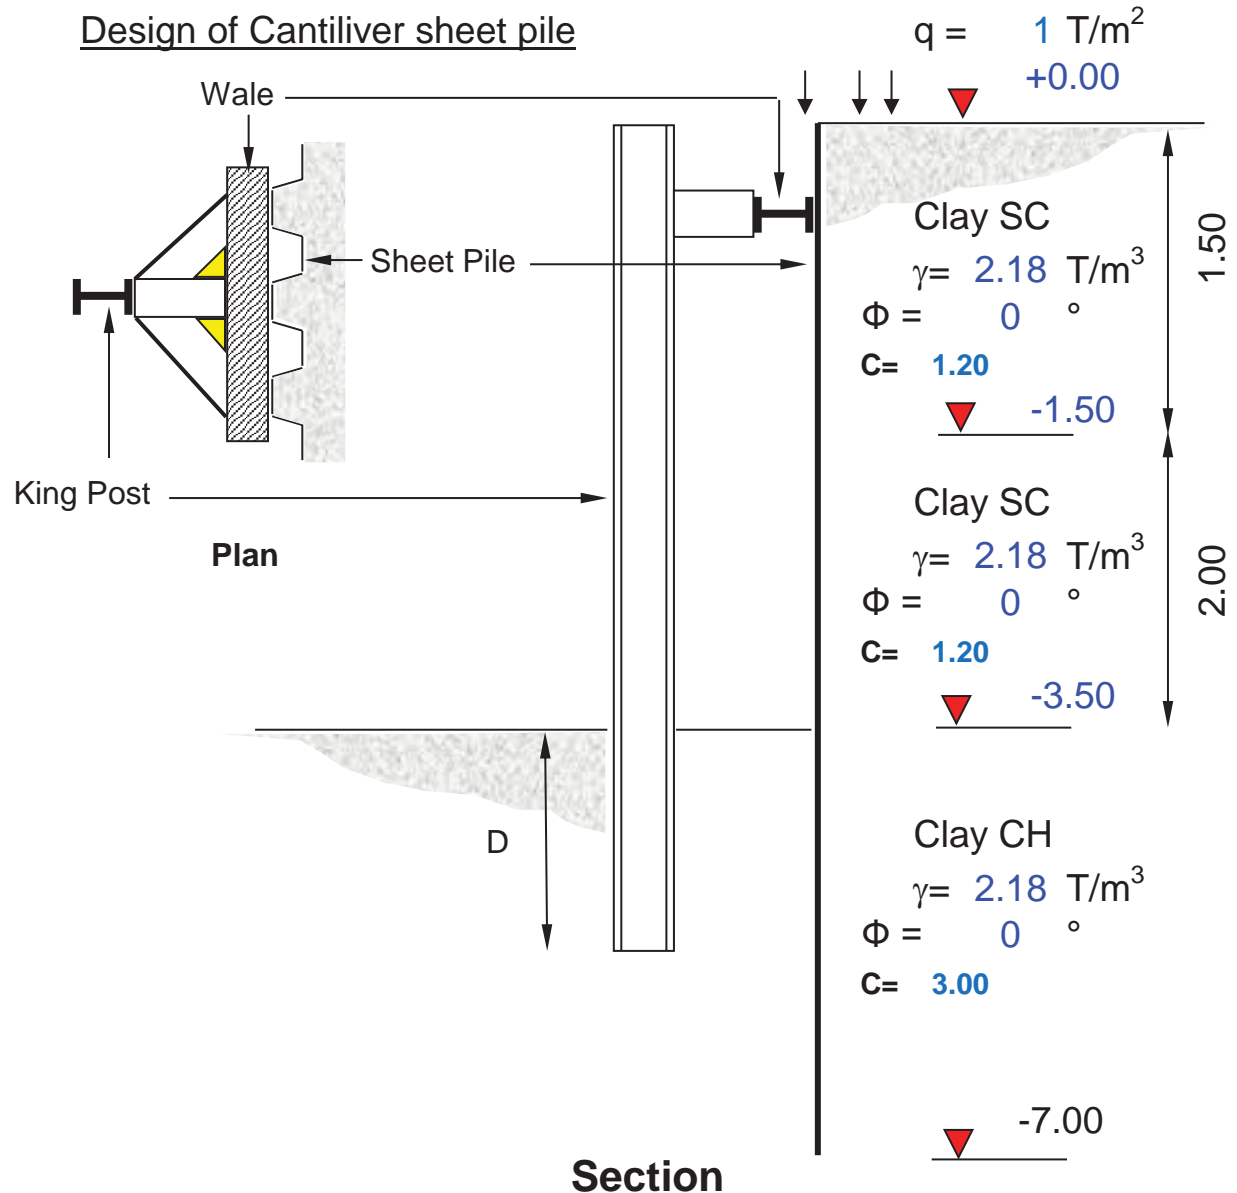 Design of Cantiliver sheet pile
q = 1 T/m²
+0.00
Wale
Clay SC
γ= 2.18 T/m³
Φ = 0 °
C= 1.20
1.50
Sheet Pile
-1.50
King Post
Plan
Clay SC
γ= 2.18 T/m³
Φ = 0 °
C= 1.20
2.00
-3.50
D
Clay CH
γ= 2.18 T/m³
Φ = 0 °
C= 3.00
-7.00
Section